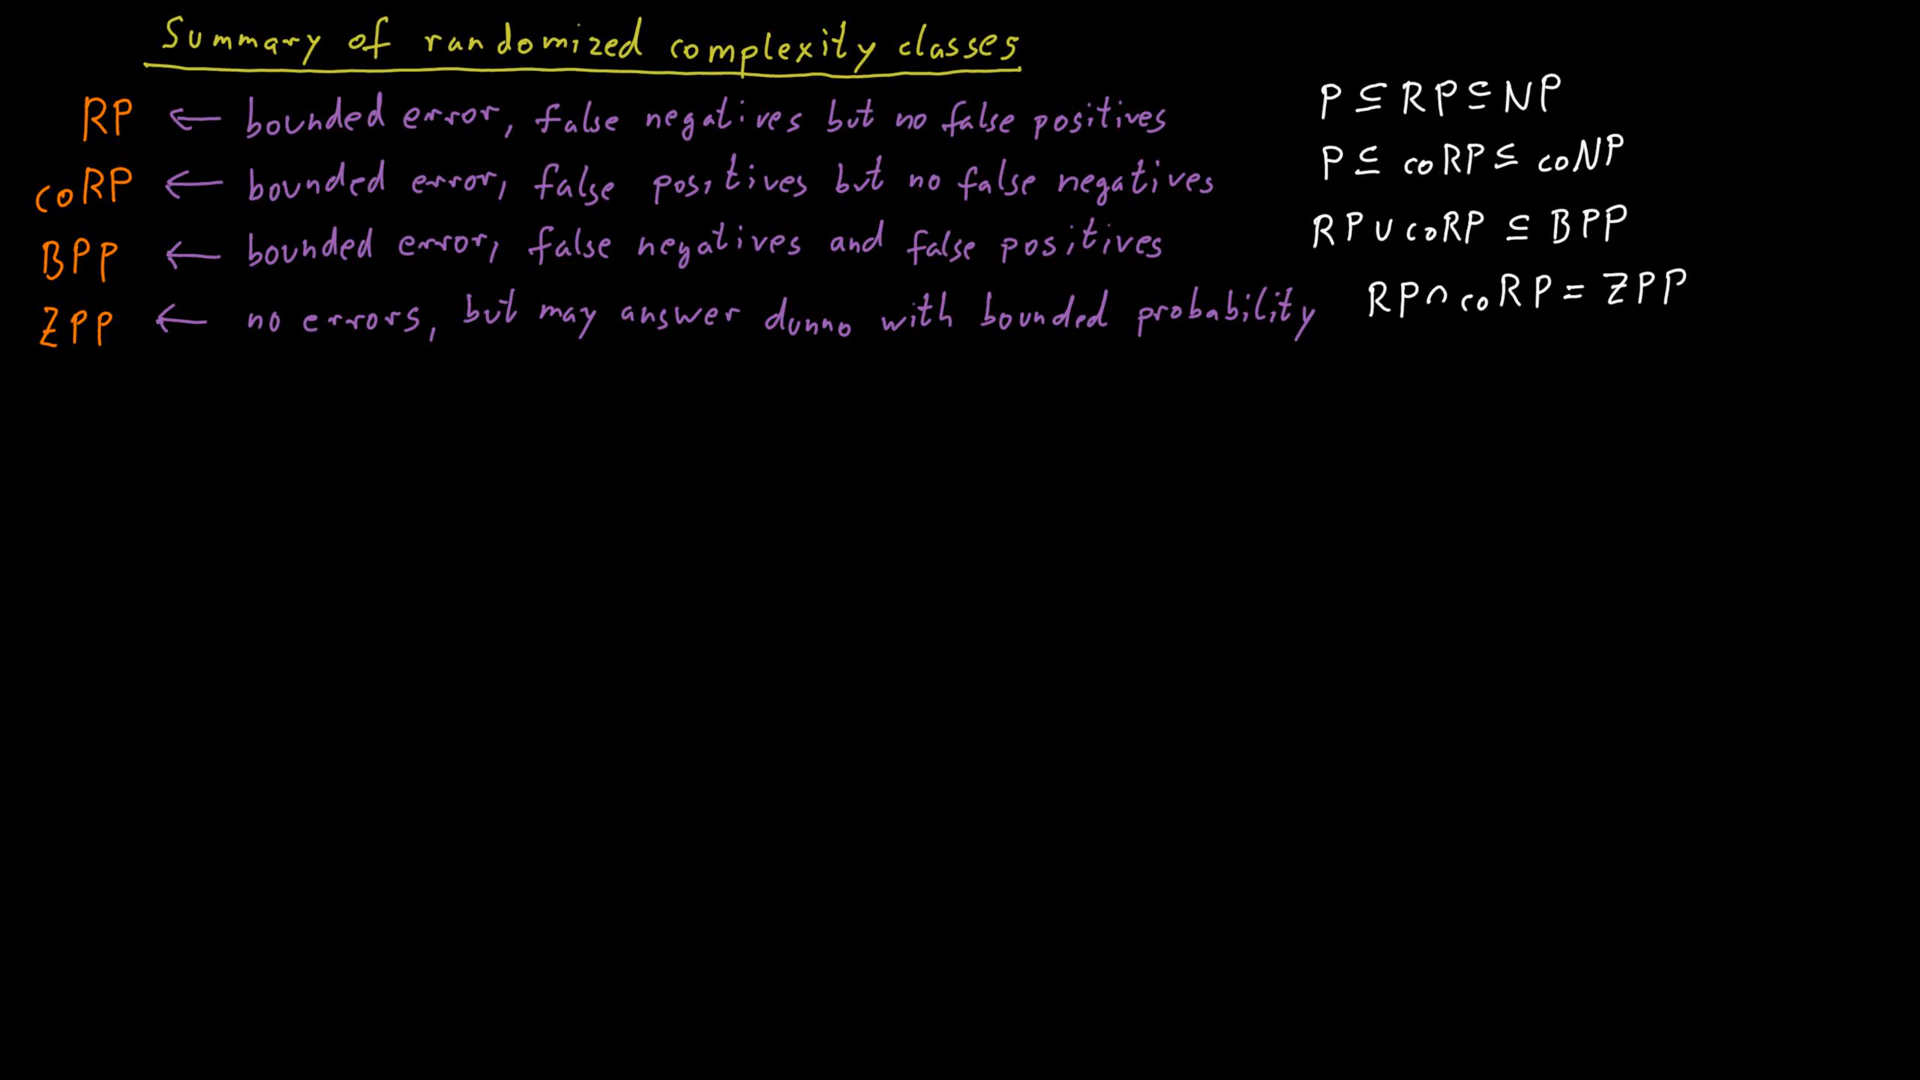 Summary of randomized complexity classes
RP ← bounded error, false negatives but no false positives
coRP ← bounded error, false positives but no false negatives
BPP ← bounded error, false negatives and false positives
ZPP ← no errors, but may answer dunno with bounded probability
P ⊆ RP ⊆ NP
P ⊆ coRP ⊆ coNP
RP ∪ coRP ⊆ BPP
RP ∩ coRP = ZPP